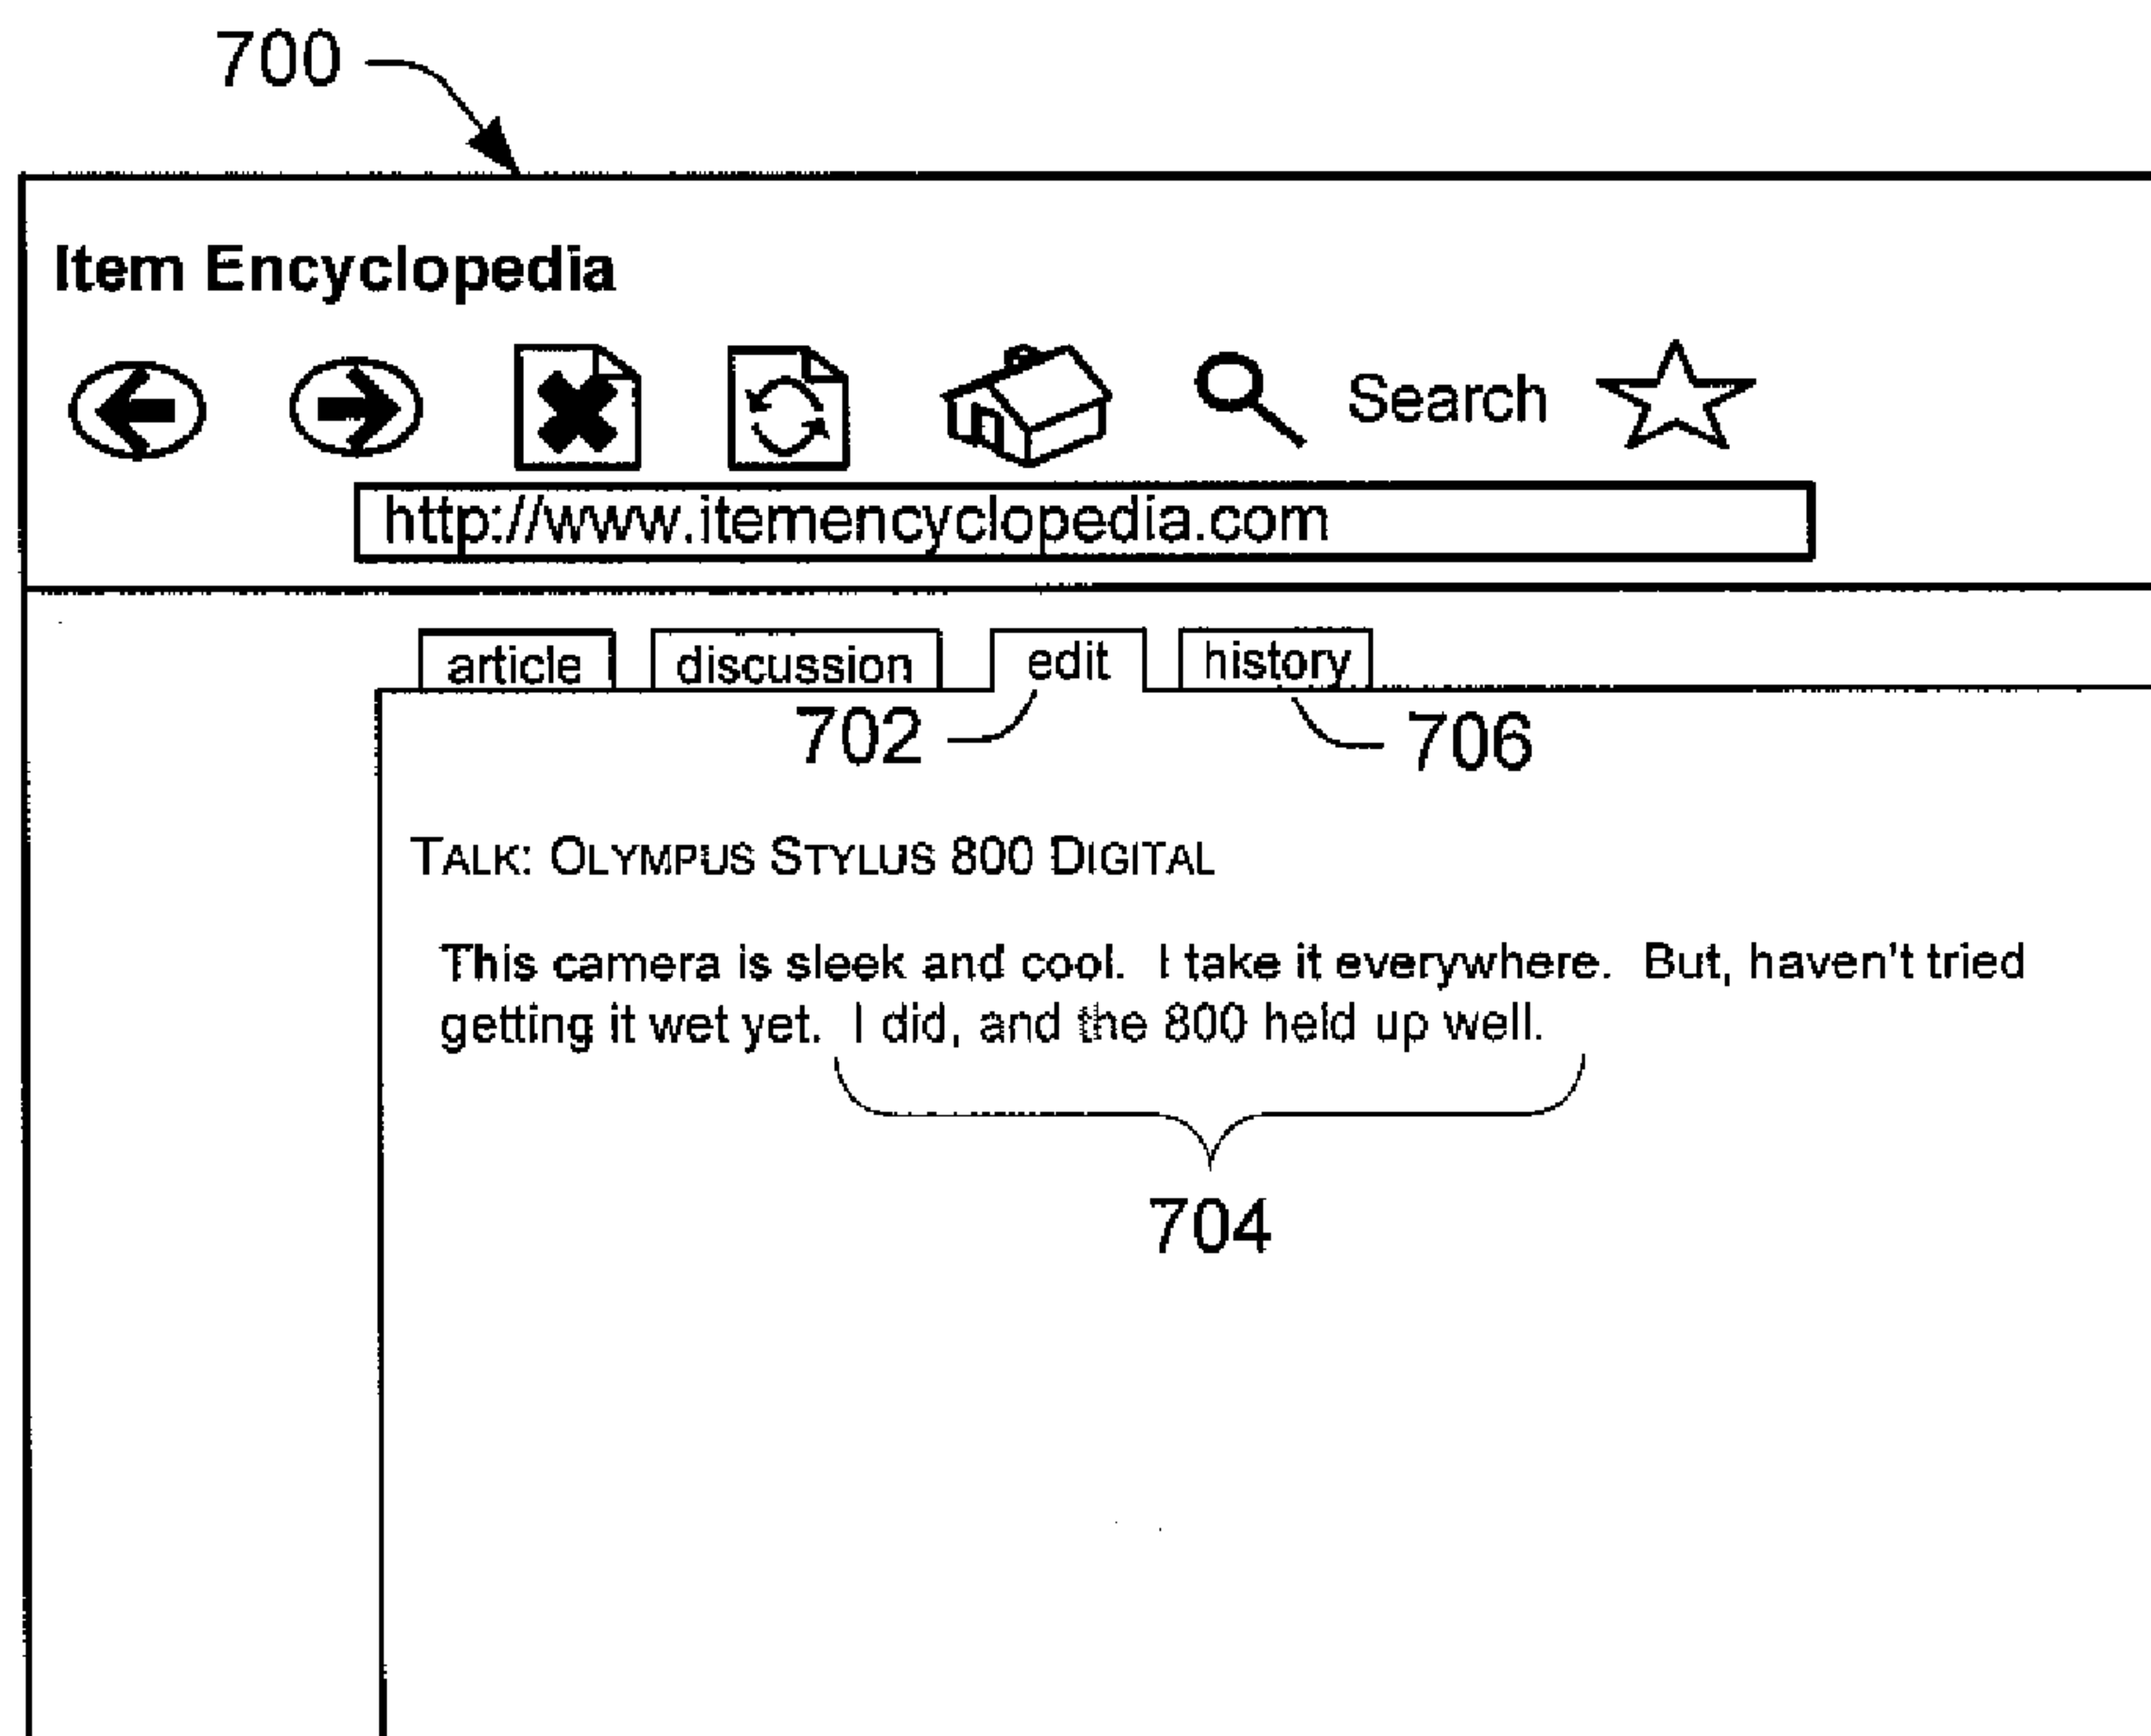 700
Item Encyclopedia
Search
http://www.itemencyclopedia.com
article discussion edit history
702 706
TALK: OLYMPUS STYLUS 800 DIGITAL
This camera is sleek and cool. I take it everywhere. But, haven't tried
getting it wet yet. I did, and the 800 held up well.
704